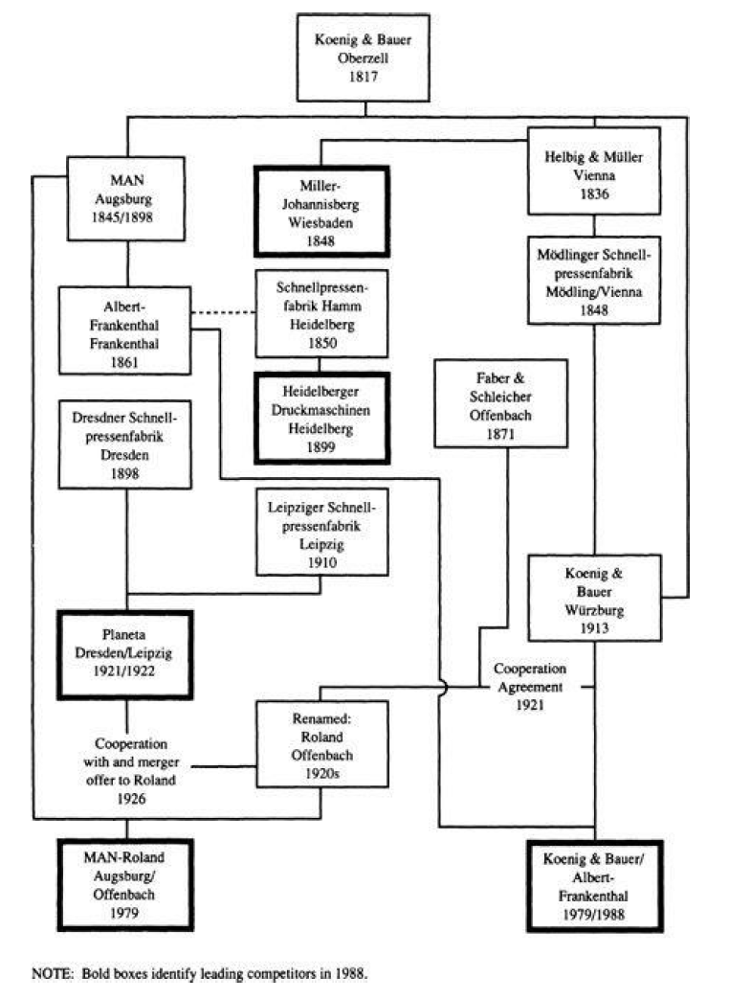 Koenig & Bauer
Oberzell
1817
MAN
Augsburg
1845/1898
Miller-
Johannisberg
Wiesbaden
1848
Helbig & Müller
Vienna
1836
Mödlinger Schnell-
pressenfabrik
Mödling/Vienna
1848
Albert-
Frankenthal
Frankenthal
1861
Schnellpressen-
fabrik Hamm
Heidelberg
1850
Faber &
Schleicher
Offenbach
1871
Heidelberger
Druckmaschinen
Heidelberg
1899
Dresdner Schnell-
pressenfabrik
Dresden
1898
Leipziger Schnell-
pressenfabrik
Leipzig
1910
Koenig &
Bauer
Würzburg
1913
Planeta
Dresden/Leipzig
1921/1922
Cooperation
Agreement
1921
Renamed:
Roland
Offenbach
1920s
Cooperation
with and merger
offer to Roland
1926
MAN-Roland
Augsburg/
Offenbach
1979
Koenig & Bauer/
Albert-
Frankenthal
1979/1988
NOTE: Bold boxes identify leading competitors in 1988.